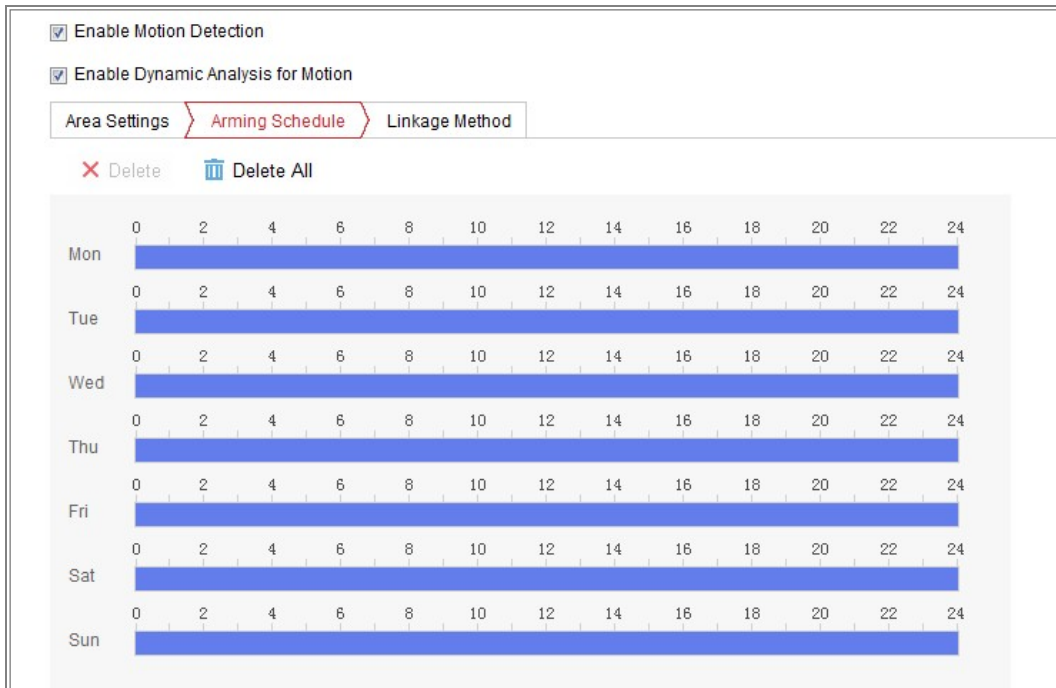 Enable Motion Detection
Enable Dynamic Analysis for Motion
Area Settings Arming Schedule Linkage Method
Delete Delete All
0 2 4 6 8 10 12 14 16 18 20 22 24
Mon
0 2 4 6 8 10 12 14 16 18 20 22 24
Tue
0 2 4 6 8 10 12 14 16 18 20 22 24
Wed
0 2 4 6 8 10 12 14 16 18 20 22 24
Thu
0 2 4 6 8 10 12 14 16 18 20 22 24
Fri
0 2 4 6 8 10 12 14 16 18 20 22 24
Sat
0 2 4 6 8 10 12 14 16 18 20 22 24
Sun